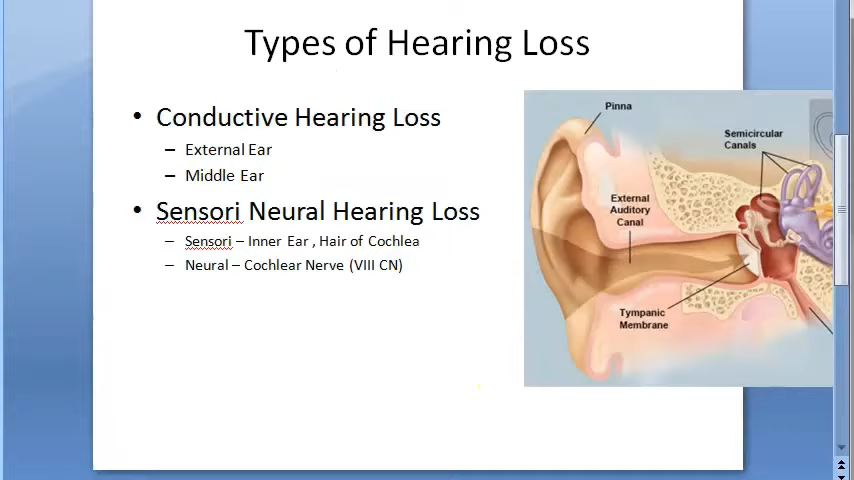 Types of Hearing Loss
• Conductive Hearing Loss
– External Ear
– Middle Ear
• Sensori Neural Hearing Loss
– Sensori – Inner Ear , Hair of Cochlea
– Neural – Cochlear Nerve (VIII CN)
Pinna
Semicircular
Canals
External
Auditory
Canal
Tympanic
Membrane